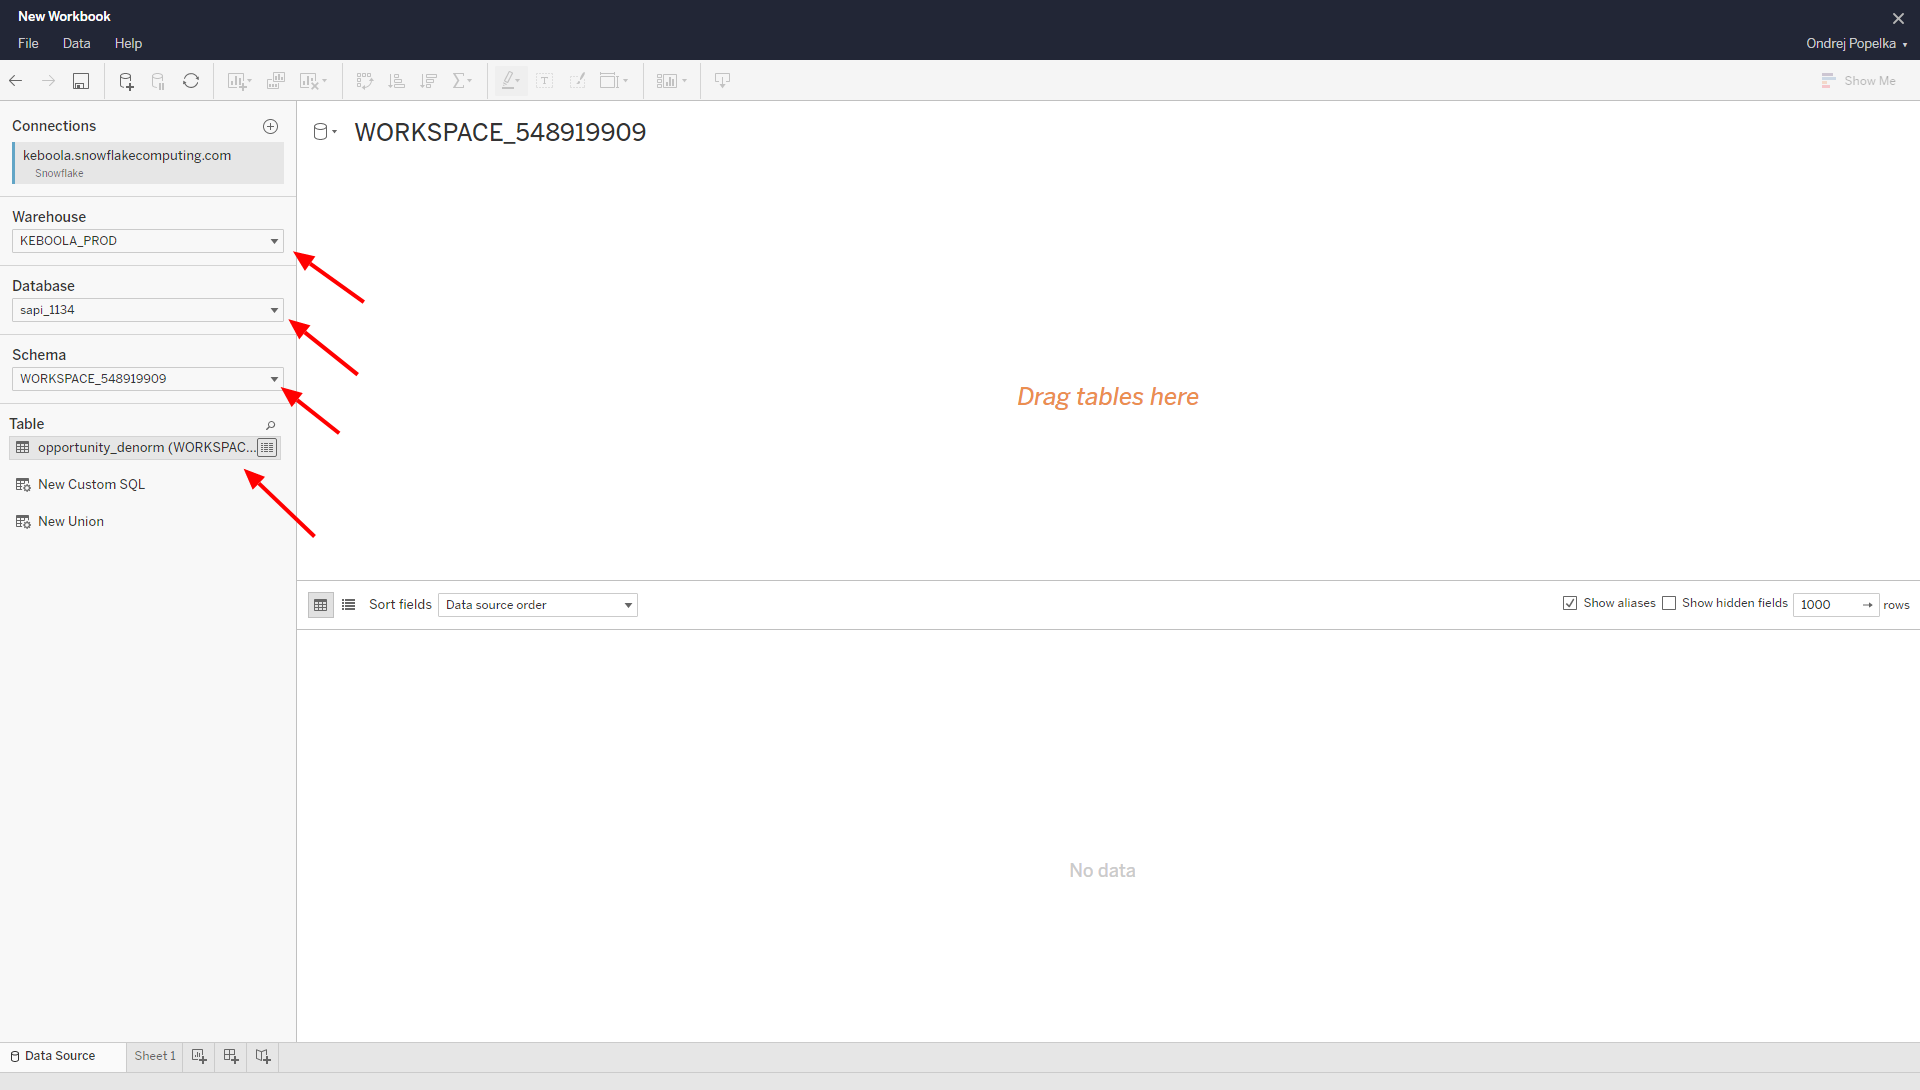 New Workbook
File Data Help
Ondrej Popelka
Show Me
Connections
keboola.snowflakecomputing.com
Snowflake
Warehouse
KEBOOLA_PROD
Database
sapi_1134
Schema
WORKSPACE_548919909
Table
opportunity_denorm (WORKSPAC...
New Custom SQL
New Union
WORKSPACE_548919909
Drag tables here
Sort fields Data source order
Show aliases Show hidden fields 1000 rows
No data
Data Source Sheet 1